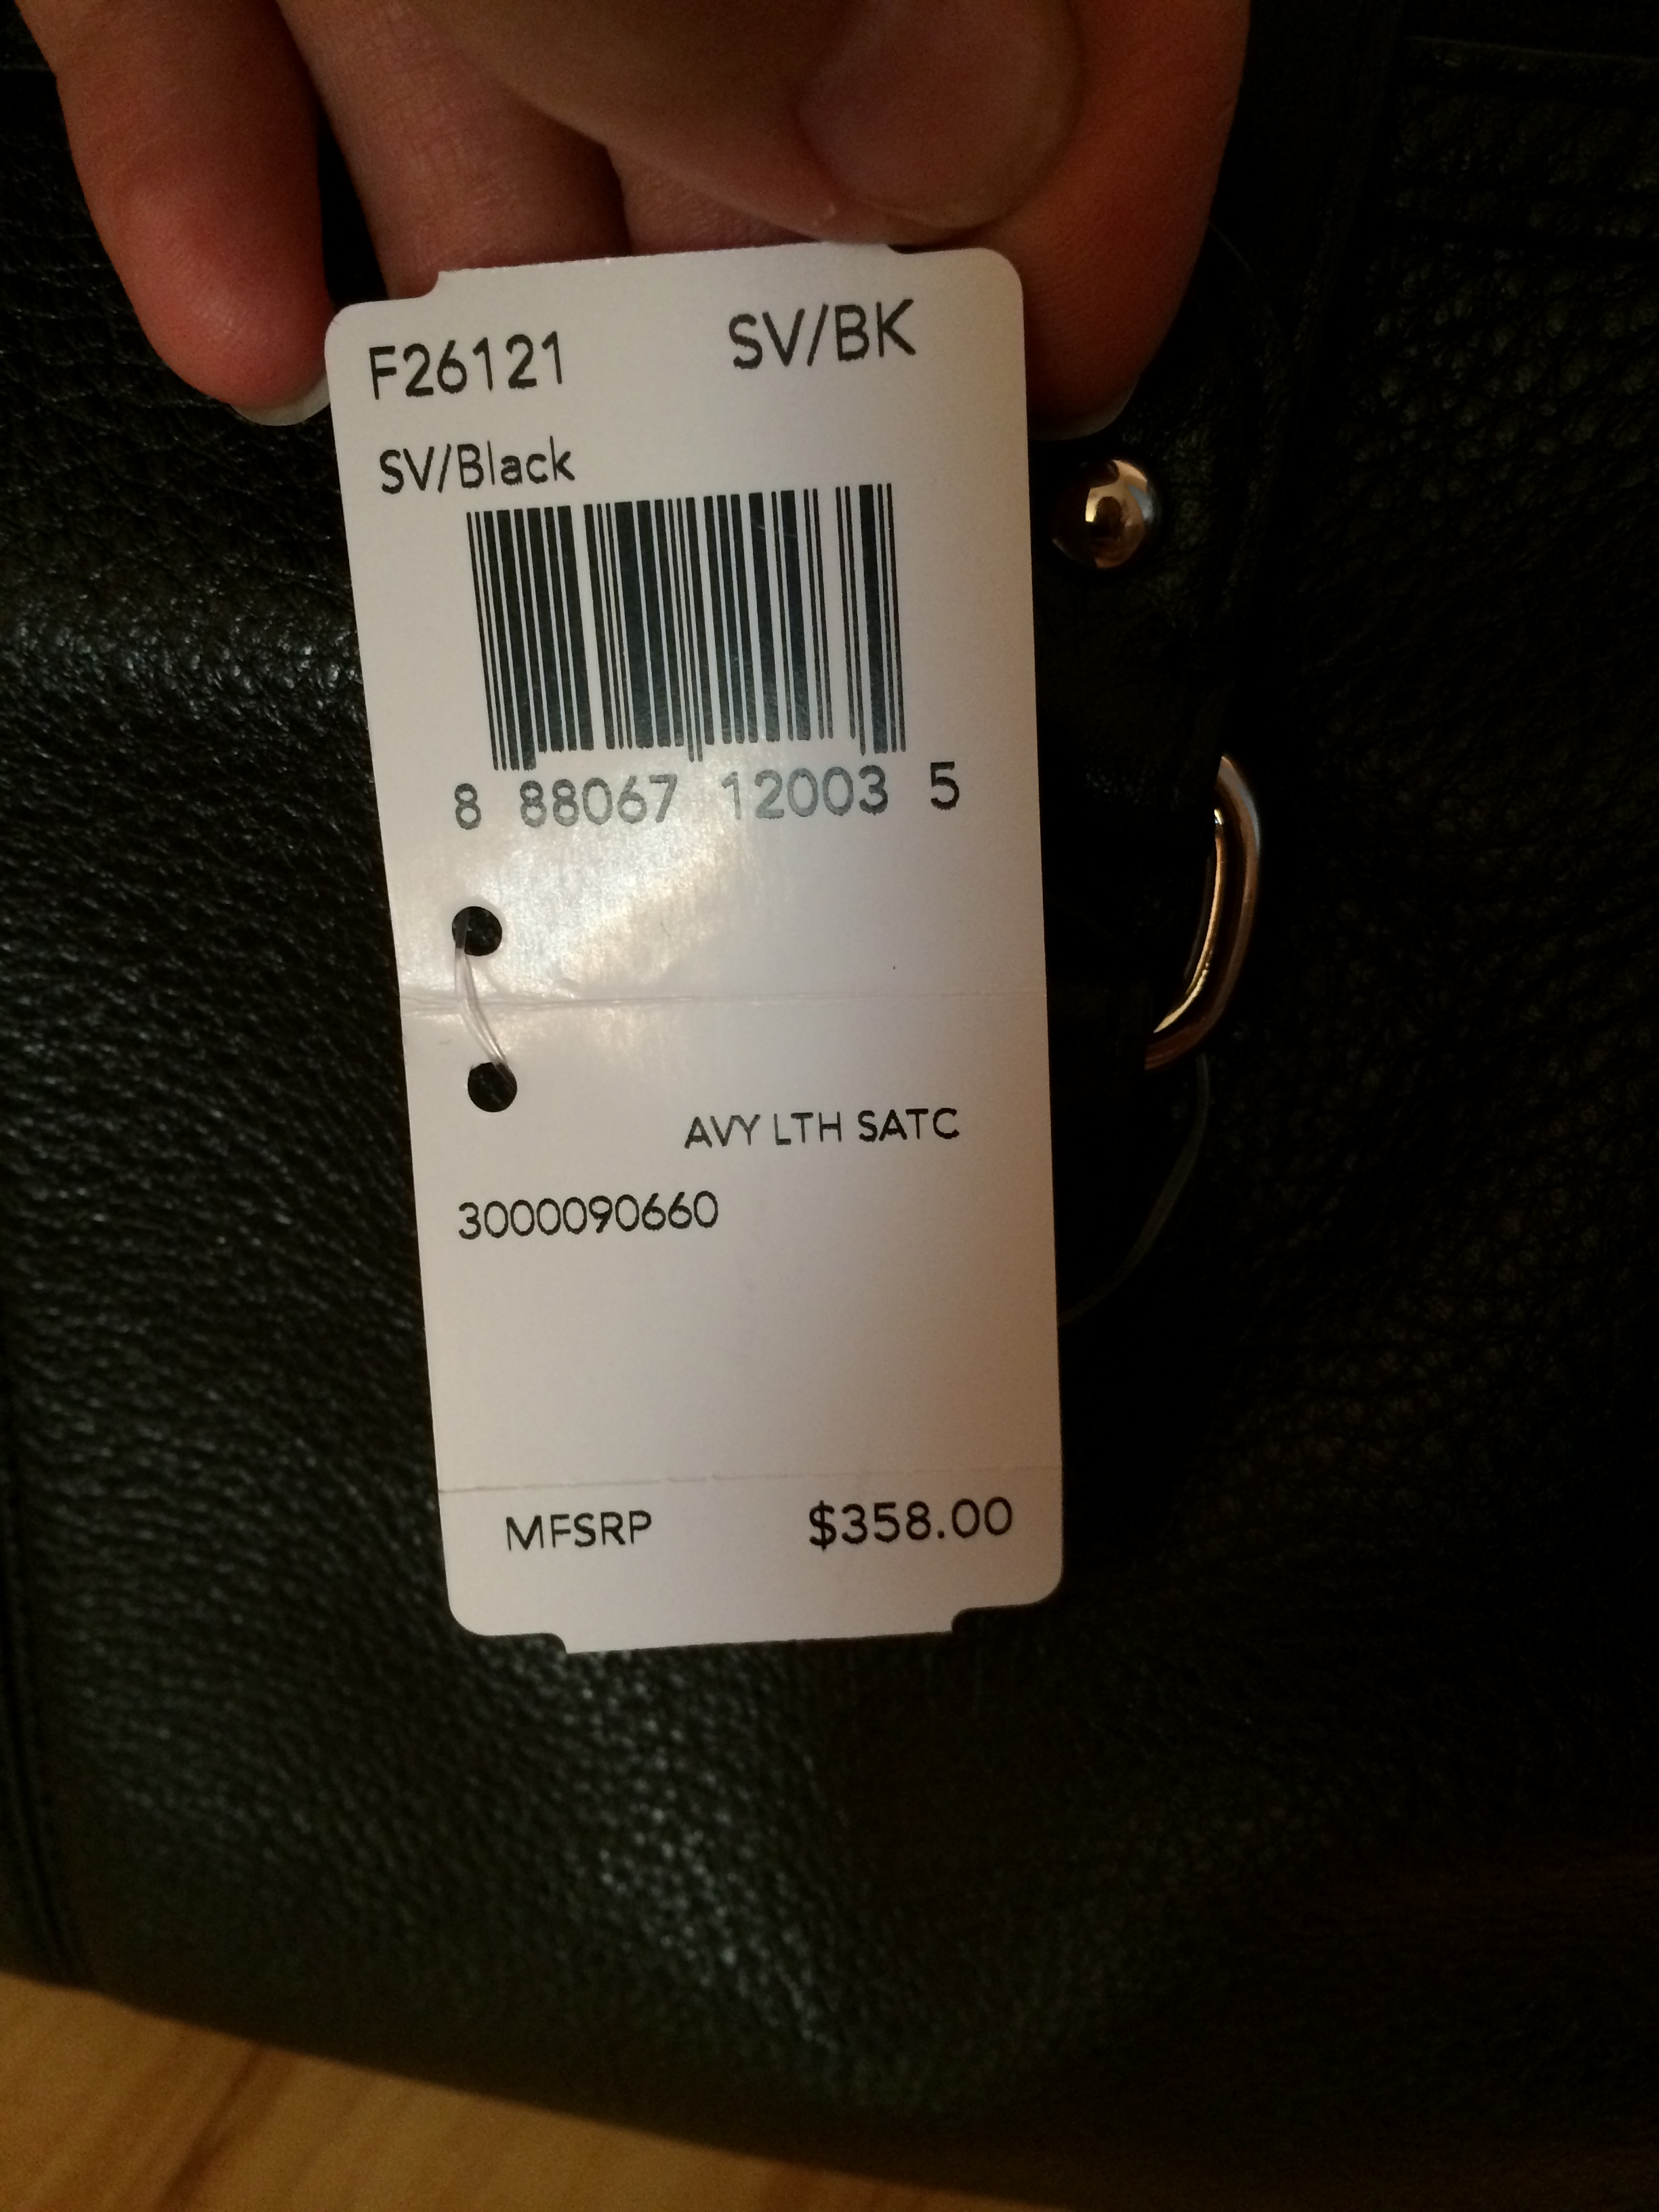 F26121 SV/BK
SV/Black
8 88067 12003 5
AVY LTH SATC
3000090660
MFSRP $358.00